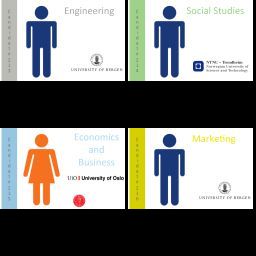 Engineering
UNIVERSITY OF BERGEN
Social Studies
NTNU – Trondheim
Norwegian University of
Science and Technology
Economics
and
Business
UiO University of Oslo
Marketing
UNIVERSITY OF BERGEN